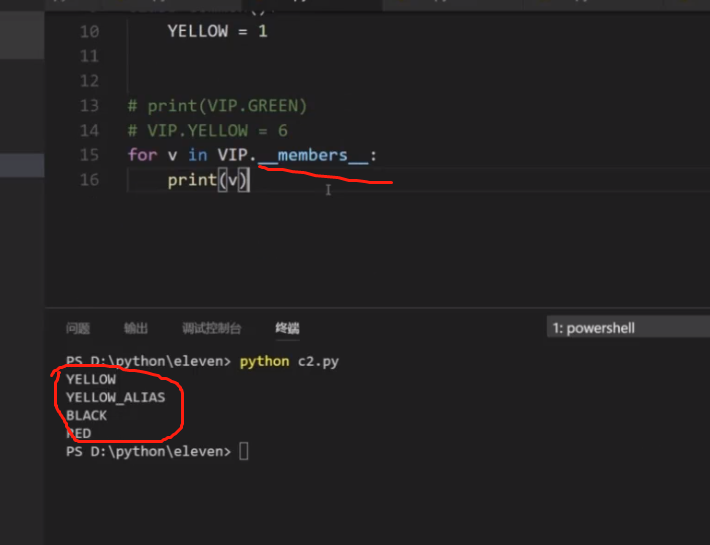 10 YELLOW = 1
11
12
13 # print(VIP.GREEN)
14 # VIP.YELLOW = 6
15 for v in VIP.__members__:
16 print(v)
问题 输出 调试控制台 终端 1: powershell
PS D:\python\eleven> python c2.py
YELLOW
YELLOW_ALIAS
BLACK
RED
PS D:\python\eleven>